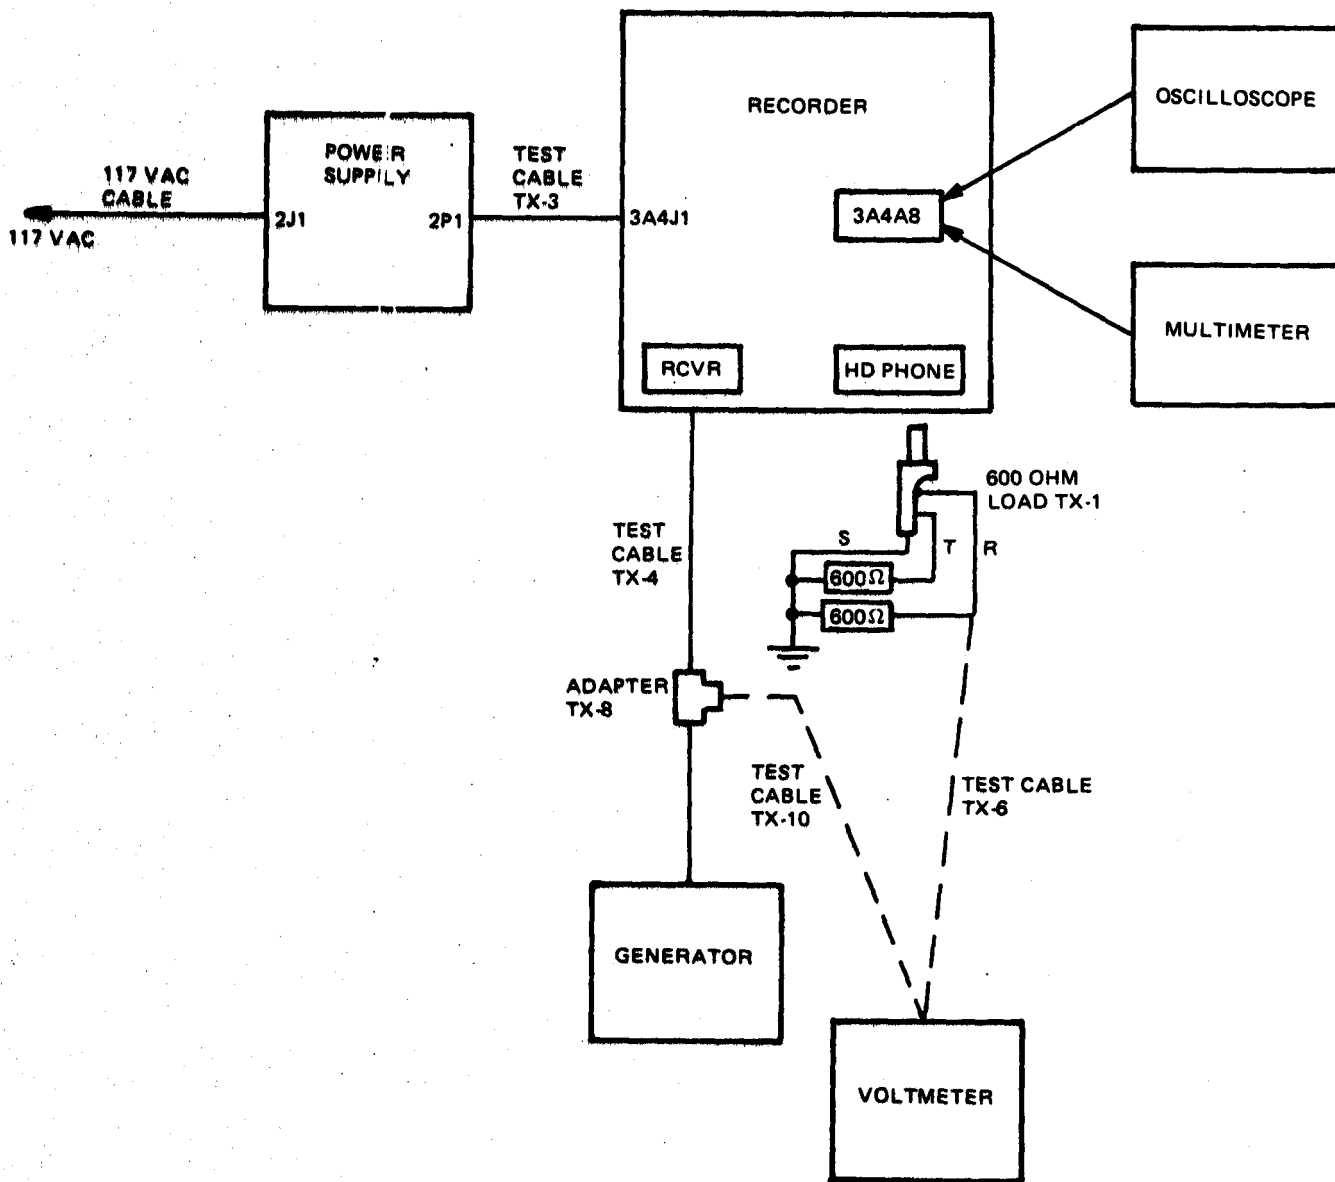 RECORDER
OSCILLOSCOPE
POWER
SUPPLY
TEST
CABLE
TX-3
117 VAC
CABLE
2J1
2P1
3A4J1
3A4A8
117 VAC
MULTIMETER
RCVR
HD PHONE
600 OHM
LOAD TX-1
TEST
CABLE
TX-4
S
T
R
600Ω
600Ω
ADAPTER
TX-8
TEST
CABLE
TX-10
TEST CABLE
TX-6
GENERATOR
VOLTMETER